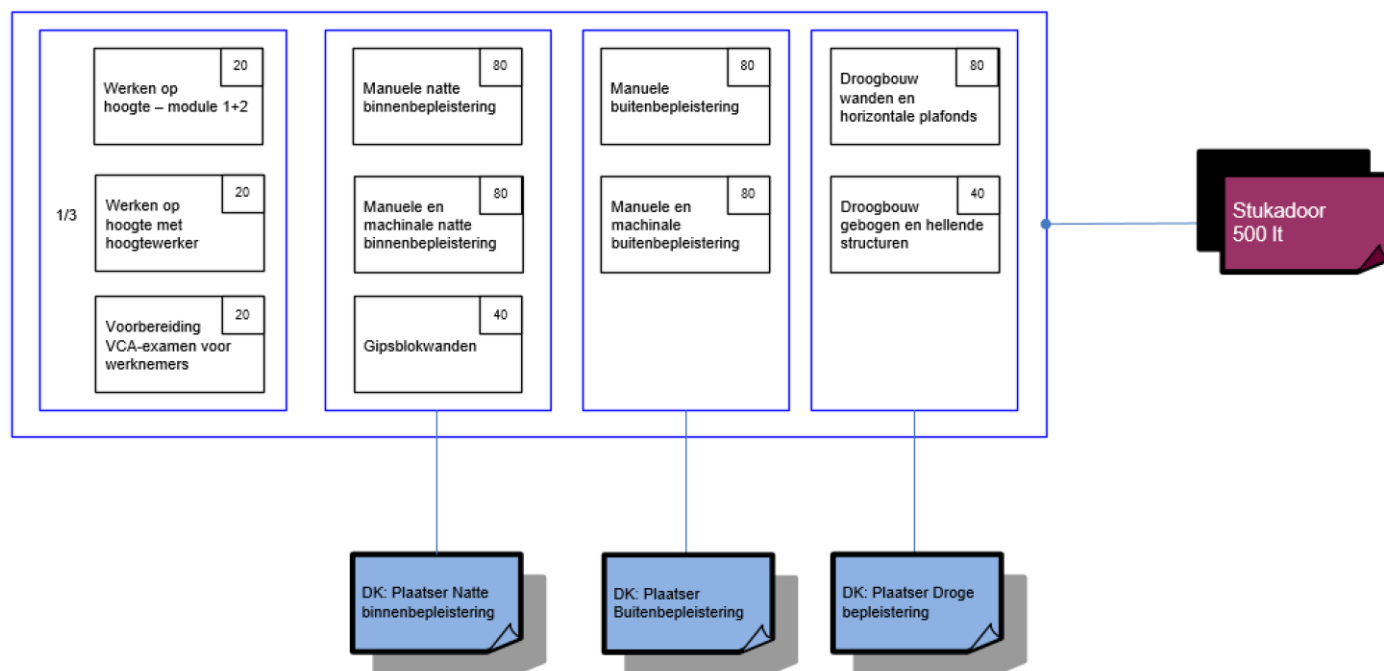 1/3
20
Werken op
hoogte – module 1+2
20
Werken op
hoogte met
hoogtewerker
20
Voorbereiding
VCA-examen voor
werknemers
80
Manuele natte
binnenbepleistering
80
Manuele en
machinale natte
binnenbepleistering
40
Gipsblokwanden
80
Manuele
buitenbepleistering
80
Manuele en
machinale
buitenbepleistering
80
Droogbouw
wanden en
horizontale plafonds
40
Droogbouw
gebogen en hellende
structuren
Stukadoor
500 lt
DK: Plaatser Natte
binnenbepleistering
DK: Plaatser
Buitenbepleistering
DK: Plaatser Droge
bepleistering